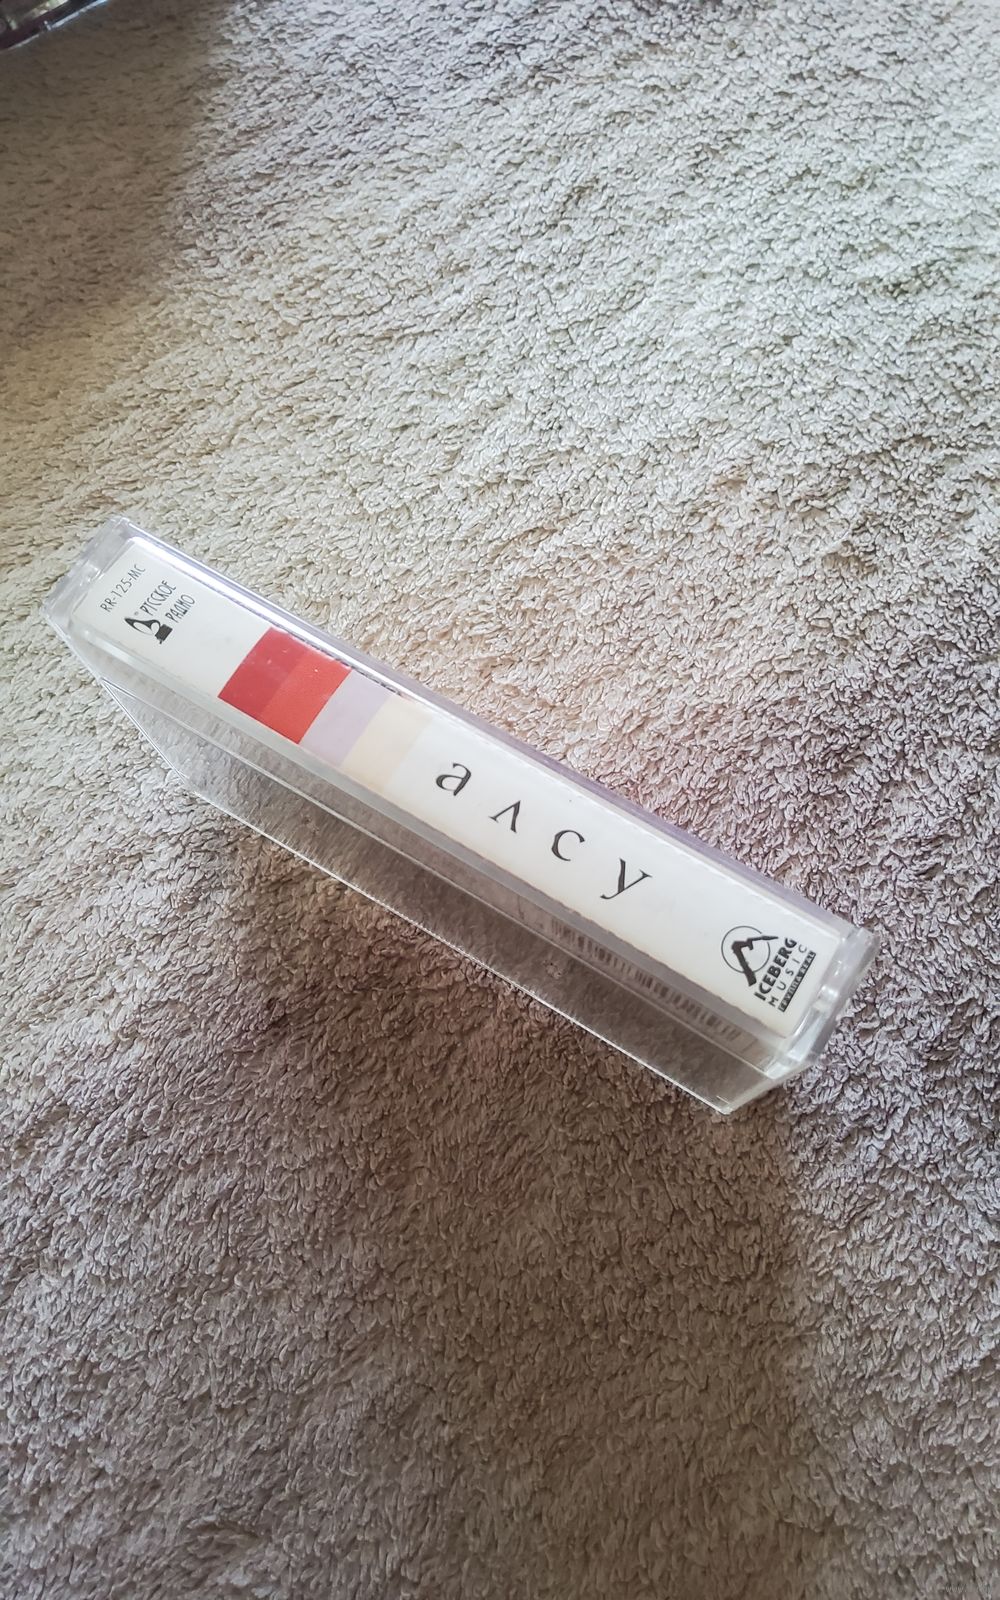 RR-125-MC
РУССКОЕ
РАДИО
алсу
ICEBERG
MUSIC